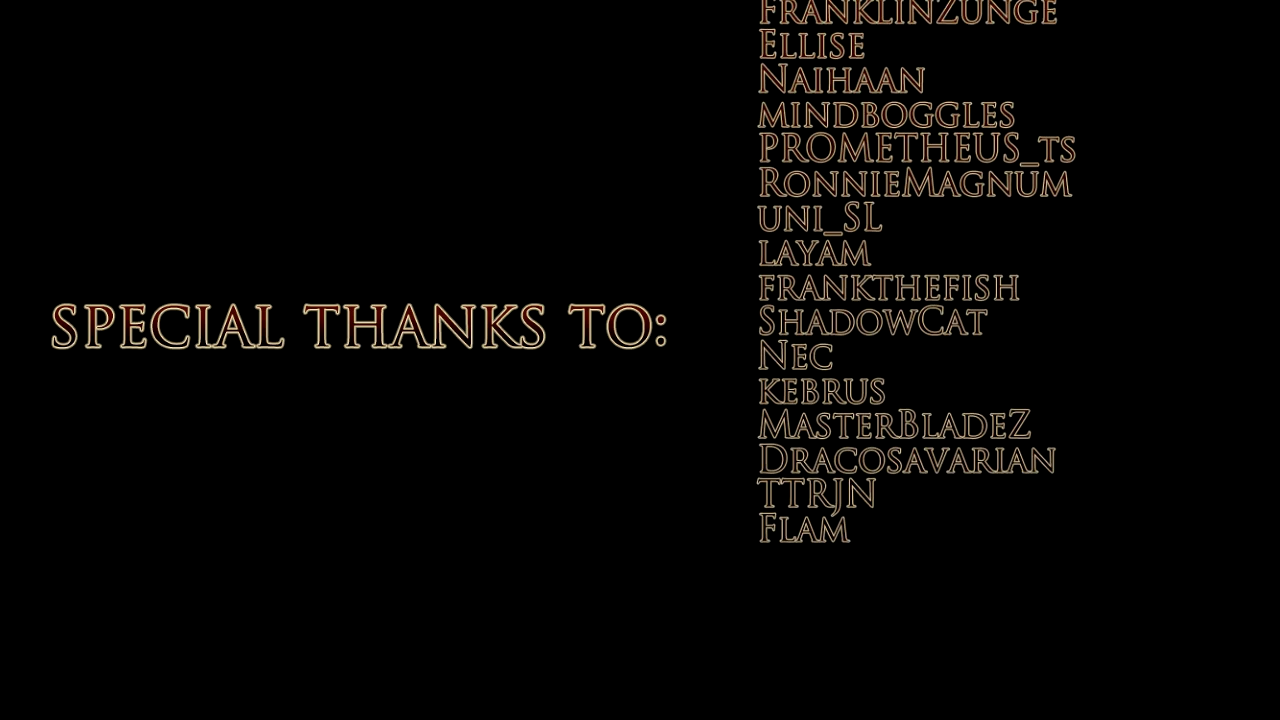 SPECIAL THANKS TO:
FRANKLINZUNGE
ELLISE
NAIHAAN
MINDBOGGLES
PROMETHEUS_TS
RONNIEMAGNUM
UNI_SL
LAYAM
FRANKTHEFISH
SHADOWCAT
NEC
KEBRUS
MASTERBLADEZ
DRACOSAVARIAN
TTRJN
FLAM